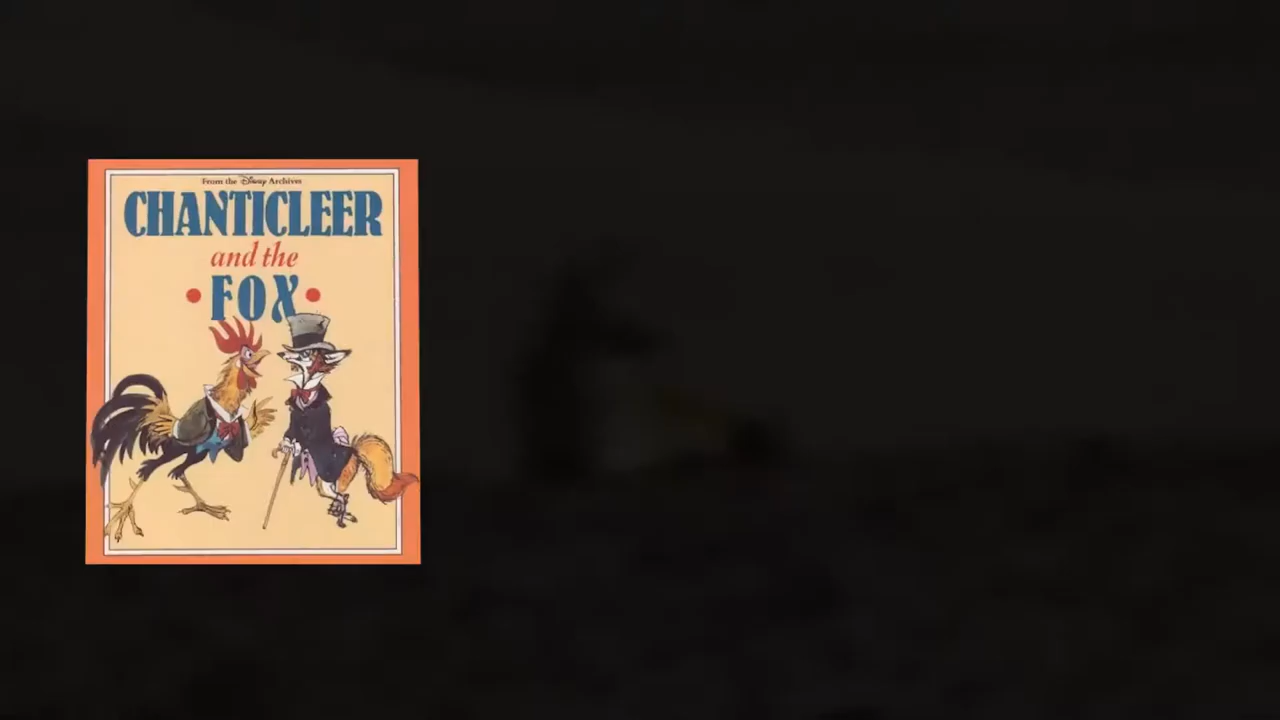 From the Disney Archives
CHANTICLEER
and the
• FOX •